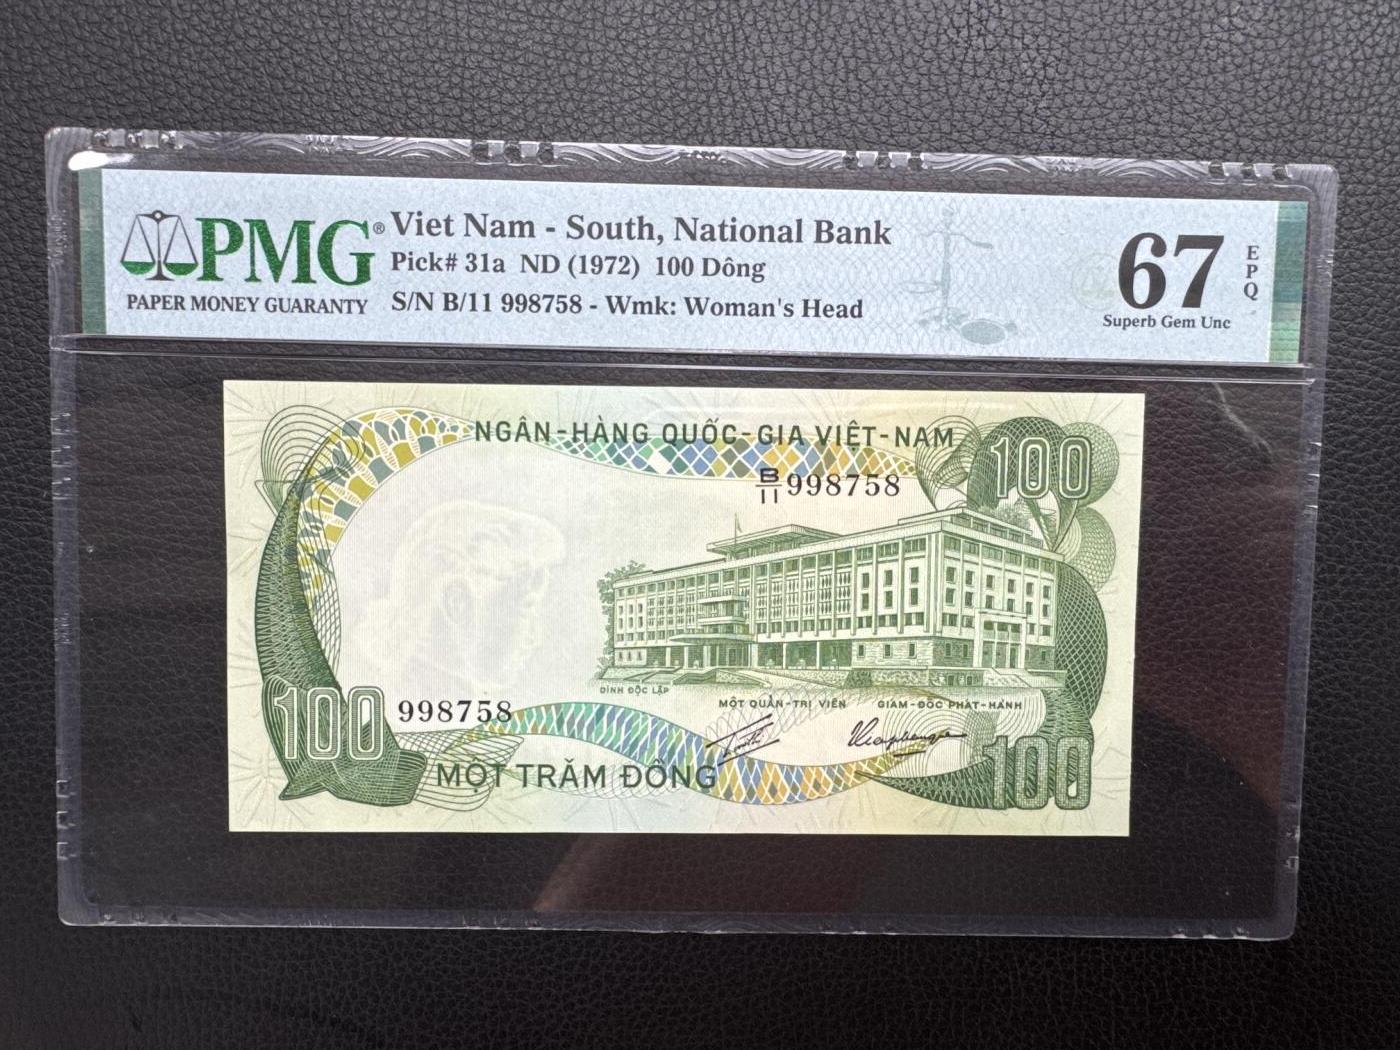 PMG®
PAPER MONEY GUARANTY
Viet Nam - South, National Bank
Pick# 31a ND (1972) 100 Dông
S/N B/11 998758 - Wmk: Woman's Head
67
EPQ
Superb Gem Unc
NGÂN-HÀNG QUỐC-GIA VIỆT-NAM
100
B/11 998758
DINH ĐỘC LẬP
MỘT QUẢN-TRỊ VIÊN
GIÁM-ĐỐC PHÁT-HÀNH
100
998758
MỘT TRĂM ĐỒNG
100